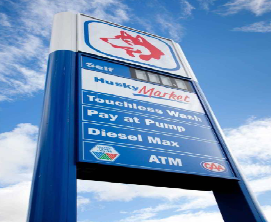 Self
Husky Market
Touchless Wash
Pay at Pump
Diesel Max
ATM
CAA